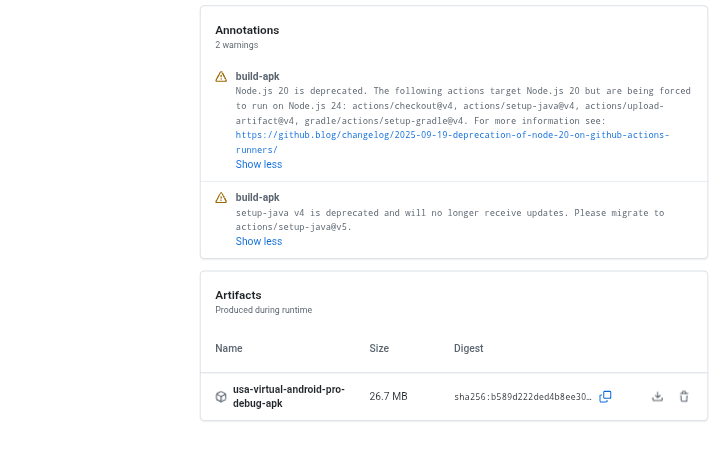 Annotations
2 warnings
build-apk
Node.js 20 is deprecated. The following actions target Node.js 20 but are being forced
to run on Node.js 24: actions/checkout@v4, actions/setup-java@v4, actions/upload-
artifact@v4, gradle/actions/setup-gradle@v4. For more information see:
https://github.blog/changelog/2025-09-19-deprecation-of-node-20-on-github-actions-
runners/
Show less
build-apk
setup-java v4 is deprecated and will no longer receive updates. Please migrate to
actions/setup-java@v5.
Show less
Artifacts
Produced during runtime
Name Size Digest
usa-virtual-android-pro-
debug-apk
26.7 MB
sha256:b589d222ded4b8ee30…